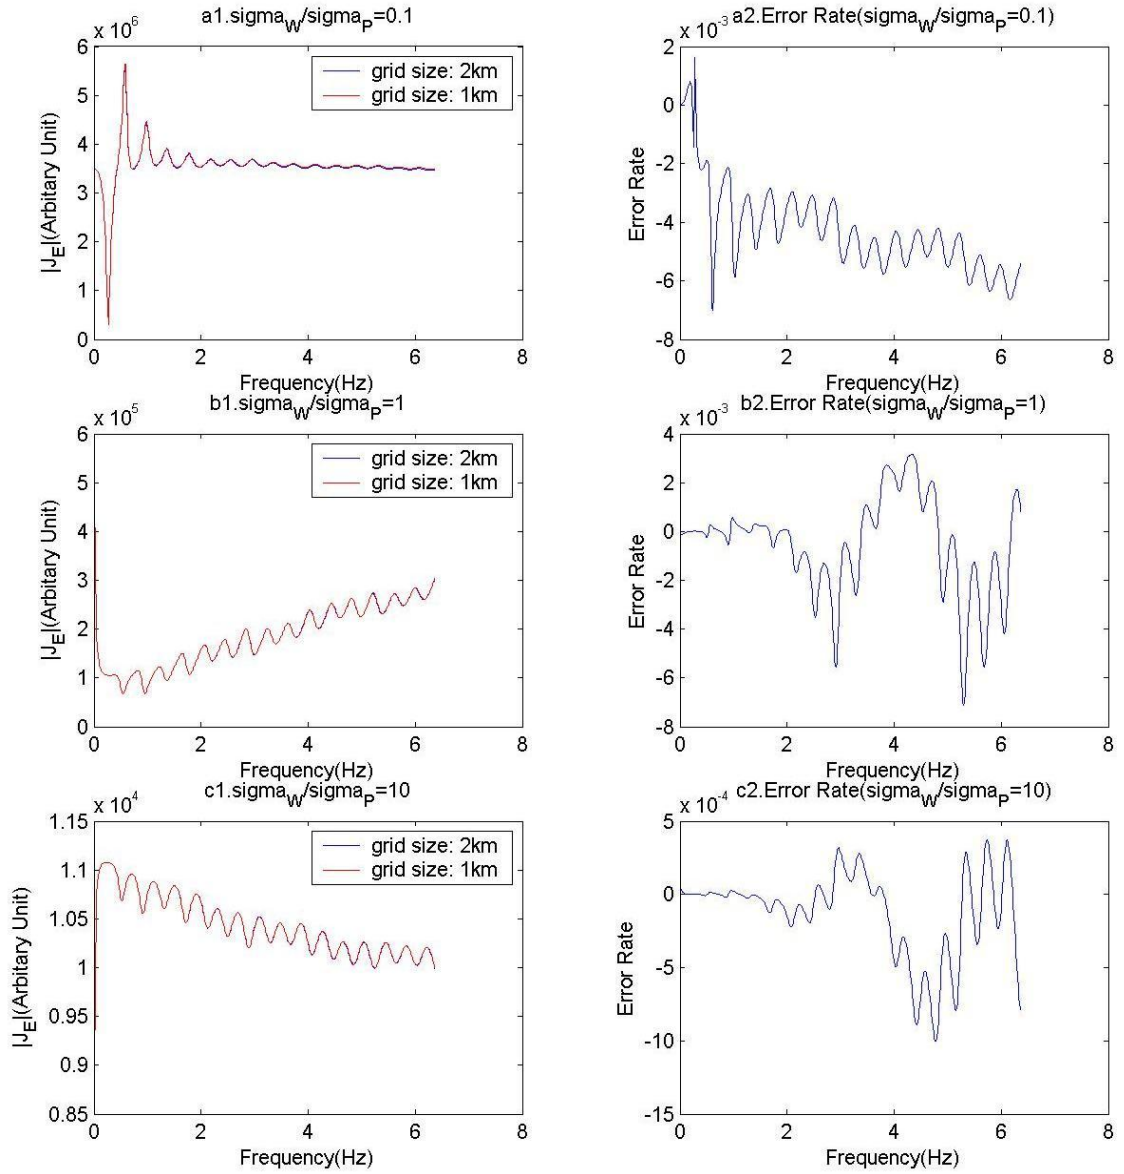 a1.sigma_W/sigma_P=0.1
x 10^6
6
5
4
3
2
1
0
|J_E|(Arbitary Unit)
grid size: 2km
grid size: 1km
0 2 4 6 8
Frequency(Hz)
a2.Error Rate(sigma_W/sigma_P=0.1)
x 10^-3
2
0
-2
-4
-6
-8
Error Rate
0 2 4 6 8
Frequency(Hz)
b1.sigma_W/sigma_P=1
x 10^5
6
5
4
3
2
1
0
|J_E|(Arbitary Unit)
grid size: 2km
grid size: 1km
0 2 4 6 8
Frequency(Hz)
b2.Error Rate(sigma_W/sigma_P=1)
x 10^-3
4
2
0
-2
-4
-6
-8
Error Rate
0 2 4 6 8
Frequency(Hz)
c1.sigma_W/sigma_P=10
x 10^4
1.15
1.1
1.05
1
0.95
0.9
0.85
|J_E|(Arbitary Unit)
grid size: 2km
grid size: 1km
0 2 4 6 8
Frequency(Hz)
c2.Error Rate(sigma_W/sigma_P=10)
x 10^-4
5
0
-5
-10
-15
Error Rate
0 2 4 6 8
Frequency(Hz)